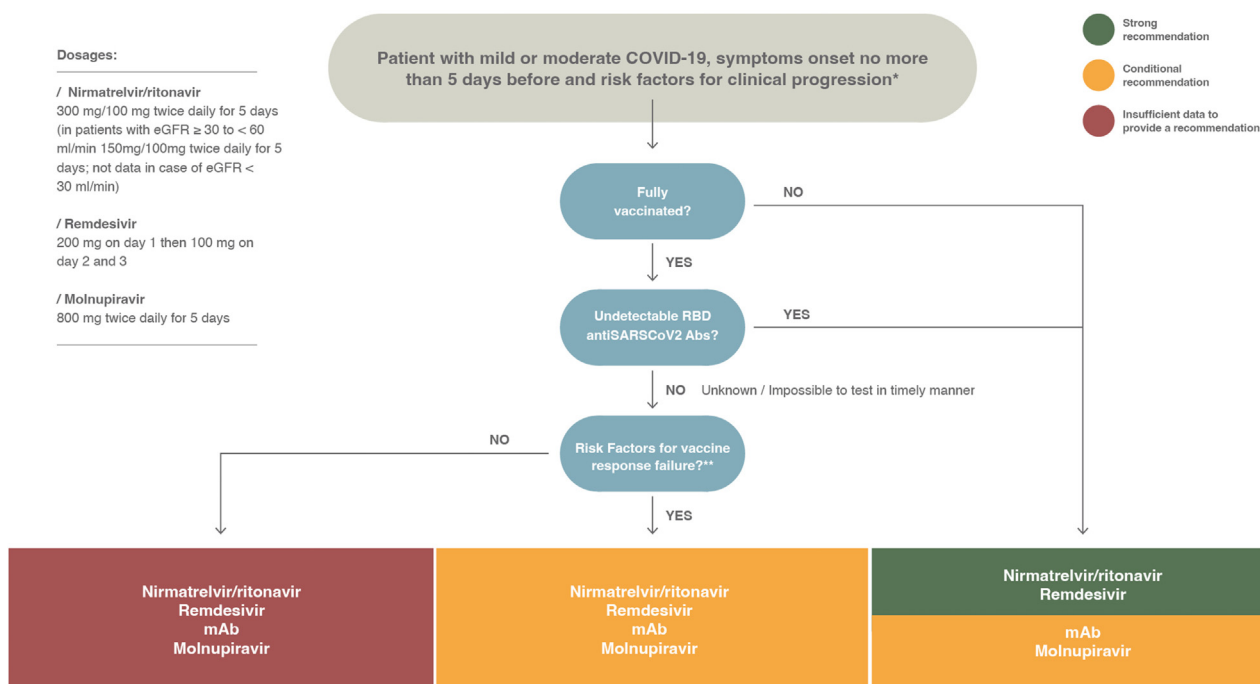 Dosages:
/ Nirmatrelvir/ritonavir
300 mg/100 mg twice daily for 5 days
(in patients with eGFR ≥ 30 to < 60
ml/min 150mg/100mg twice daily for 5
days; not data in case of eGFR <
30 ml/min)
/ Remdesivir
200 mg on day 1 then 100 mg on
day 2 and 3
/ Molnupiravir
800 mg twice daily for 5 days
Patient with mild or moderate COVID-19, symptoms onset no more
than 5 days before and risk factors for clinical progression*
Strong
recommendation
Conditional
recommendation
Insufficient data to
provide a recommendation
Fully
vaccinated?
NO
YES
Undetectable RBD
antiSARSCoV2 Abs?
YES
NO Unknown / Impossible to test in timely manner
Risk Factors for vaccine
response failure?**
NO
YES
Nirmatrelvir/ritonavir
Remdesivir
mAb
Molnupiravir
Nirmatrelvir/ritonavir
Remdesivir
mAb
Molnupiravir
Nirmatrelvir/ritonavir
Remdesivir
mAb
Molnupiravir